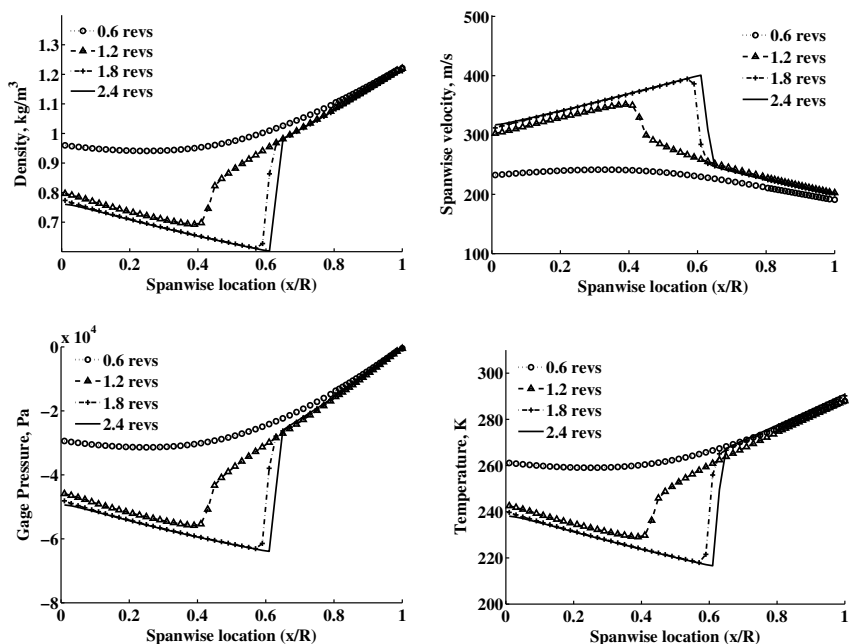 1.3
1.2
1.1
1
0.9
0.8
0.7
Density, kg/m³
0.6 revs
1.2 revs
1.8 revs
2.4 revs
0 0.2 0.4 0.6 0.8 1
Spanwise location (x/R)
500
400
300
200
100
Spanwise velocity, m/s
0.6 revs
1.2 revs
1.8 revs
2.4 revs
0 0.2 0.4 0.6 0.8 1
Spanwise location (x/R)
x 10⁴
0
−2
−4
−6
−8
Gage Pressure, Pa
0.6 revs
1.2 revs
1.8 revs
2.4 revs
0 0.2 0.4 0.6 0.8 1
Spanwise location (x/R)
300
280
260
240
220
200
Temperature, K
0.6 revs
1.2 revs
1.8 revs
2.4 revs
0 0.2 0.4 0.6 0.8 1
Spanwise location (x/R)